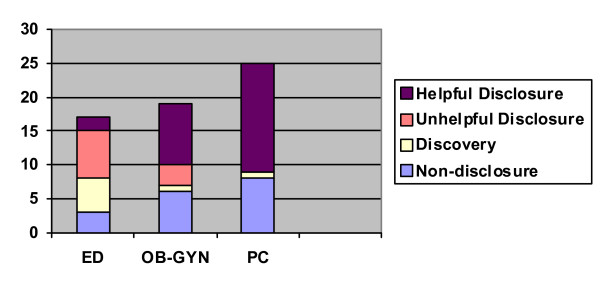 30
25
20
15
10
5
0
ED OB-GYN PC
Helpful Disclosure
Unhelpful Disclosure
Discovery
Non-disclosure